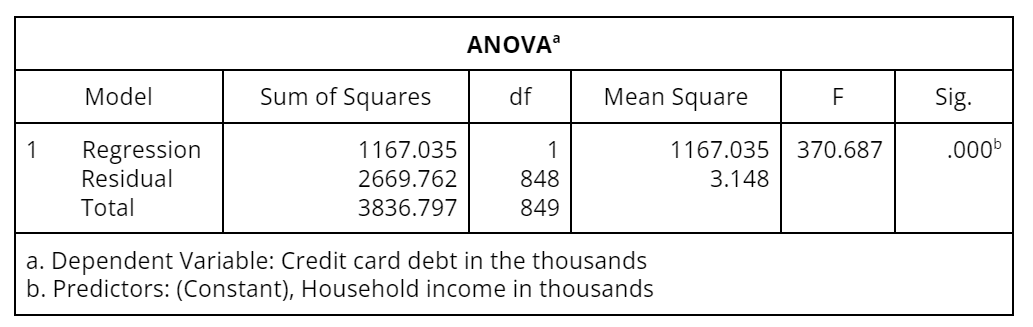 ANOVAa
Model Sum of Squares df Mean Square F Sig.
1 Regression 1167.035 1 1167.035 370.687 .000b
Residual 2669.762 848 3.148
Total 3836.797 849
a. Dependent Variable: Credit card debt in the thousands
b. Predictors: (Constant), Household income in thousands